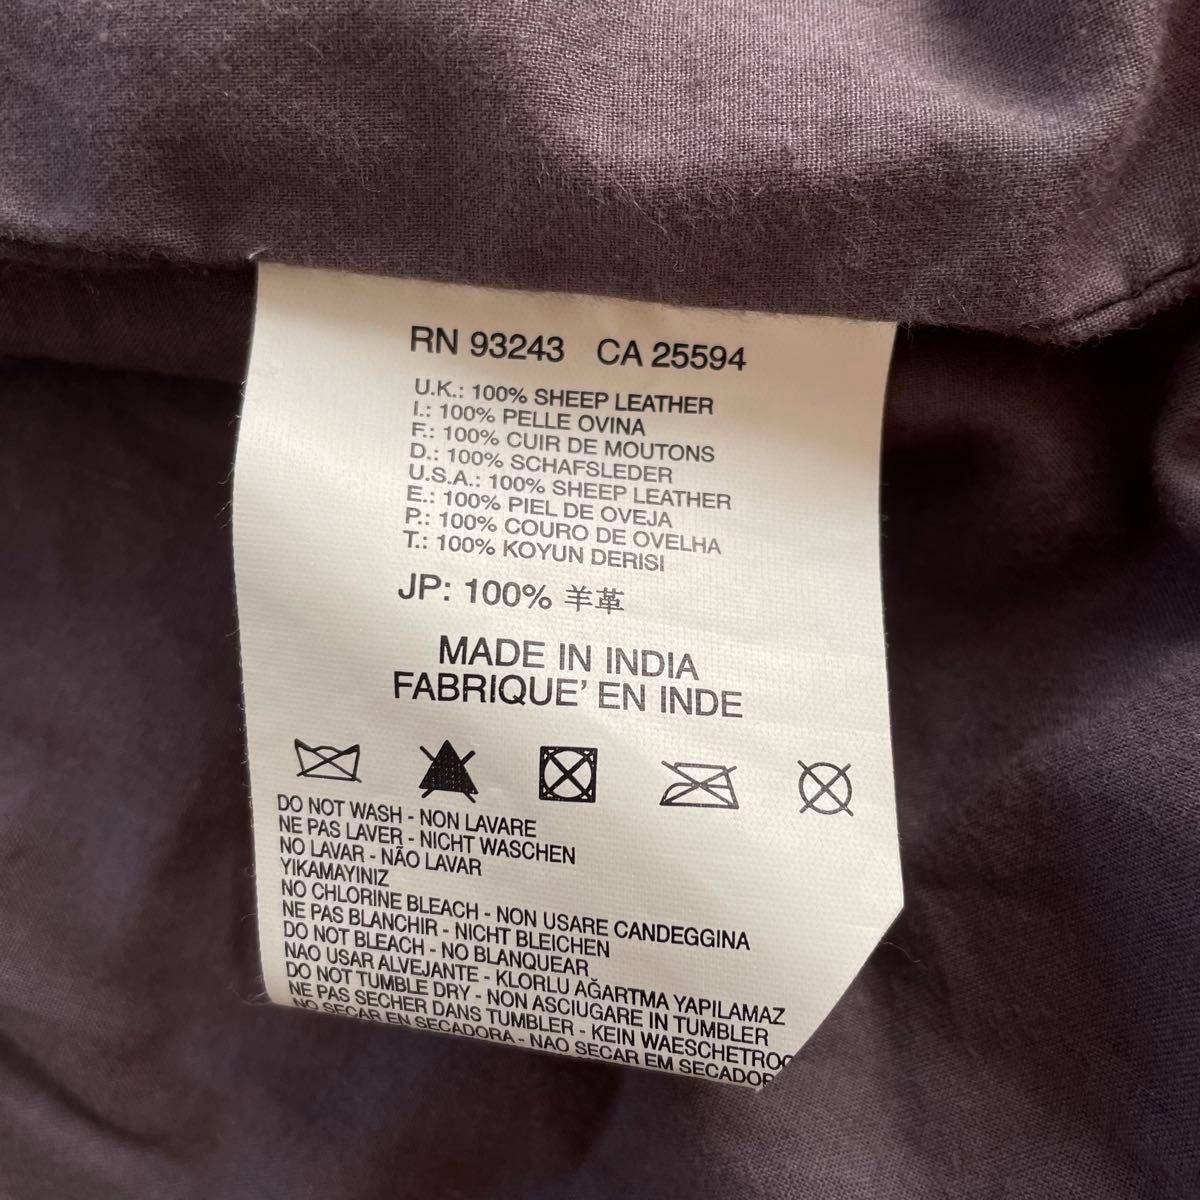 RN 93243 CA 25594
U.K.: 100% SHEEP LEATHER
I.: 100% PELLE OVINA
F.: 100% CUIR DE MOUTONS
D.: 100% SCHAFSLEDER
U.S.A.: 100% SHEEP LEATHER
E.: 100% PIEL DE OVEJA
P.: 100% COURO DE OVELHA
T.: 100% KOYUN DERISI
JP: 100% 羊革
MADE IN INDIA
FABRIQUE' EN INDE
DO NOT WASH - NON LAVARE
NE PAS LAVER - NICHT WASCHEN
NO LAVAR - NÃO LAVAR
YIKAMAYINIZ
NO CHLORINE BLEACH - NON USARE CANDEGGINA
NE PAS BLANCHIR - NICHT BLEICHEN
DO NOT BLEACH - NO BLANQUEAR
NAO USAR ALVEJANTE - KLORLU AĞARTMA YAPILAMAZ
DO NOT TUMBLE DRY - NON ASCIUGARE IN TUMBLER
NE PAS SECHER DANS TUMBLER - KEIN WAESCHETROC
NO SECAR EN SECADORA - NAO SECAR EM SECADOR